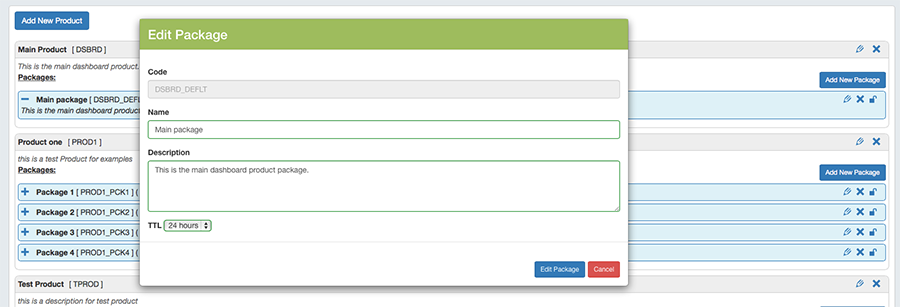 Add New Product
Edit Package
Main Product [ DSBRD ]
This is the main dashboard product.
Packages:
Add New Package
Main package [ DSBRD_DEFLT
This is the main dashboard product
Code
DSBRD_DEFLT
Name
Main package
Description
This is the main dashboard product package.
TTL 24 hours
Edit Package Cancel
Product one [ PROD1 ]
this is a test Product for examples
Packages:
Add New Package
Package 1 [ PROD1_PCK1 ] (
Package 2 [ PROD1_PCK2 ] (
Package 3 [ PROD1_PCK3 ] (
Package 4 [ PROD1_PCK4 ] (
Test Product [ TPROD ]
this is a description for test product